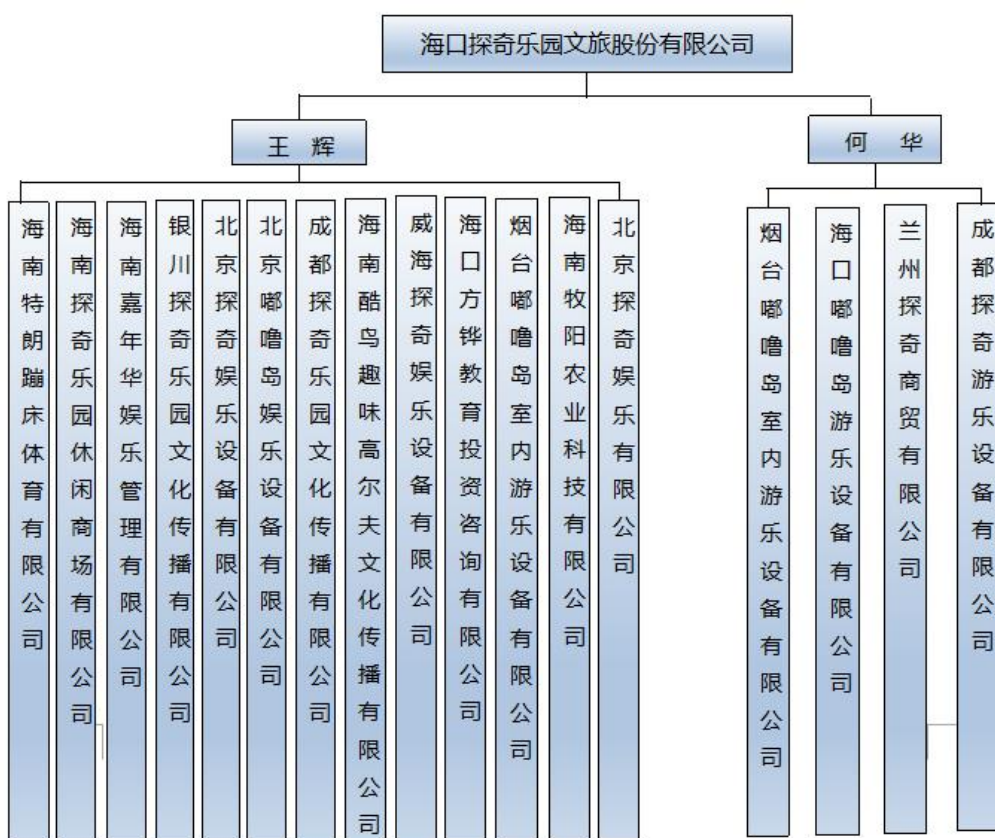 海口探奇乐园文旅股份有限公司
王 辉
何 华
海南特朗蹦床体育有限公司
海南探奇乐园休闲商场有限公司
海南嘉年华娱乐管理有限公司
银川探奇乐园文化传播有限公司
北京探奇娱乐设备有限公司
北京嘟噜岛娱乐设备有限公司
成都探奇乐园文化传播有限公司
海南酷鸟趣味高尔夫文化传播有限公司
威海探奇娱乐设备有限公司
海口方铧教育投资咨询有限公司
烟台嘟噜岛室内游乐设备有限公司
海南牧阳农业科技有限公司
北京探奇娱乐有限公司
烟台嘟噜岛室内游乐设备有限公司
海口嘟噜岛游乐设备有限公司
兰州探奇商贸有限公司
成都探奇游乐设备有限公司